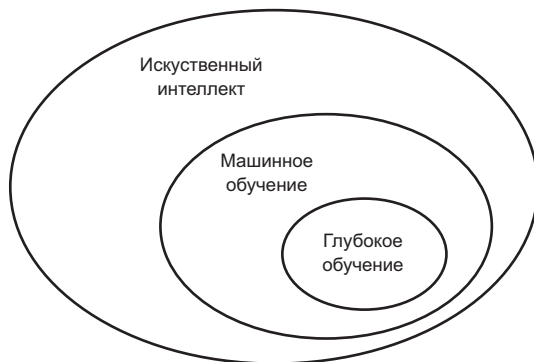 Искуственный
интеллект
Машинное
обучение
Глубокое
обучение